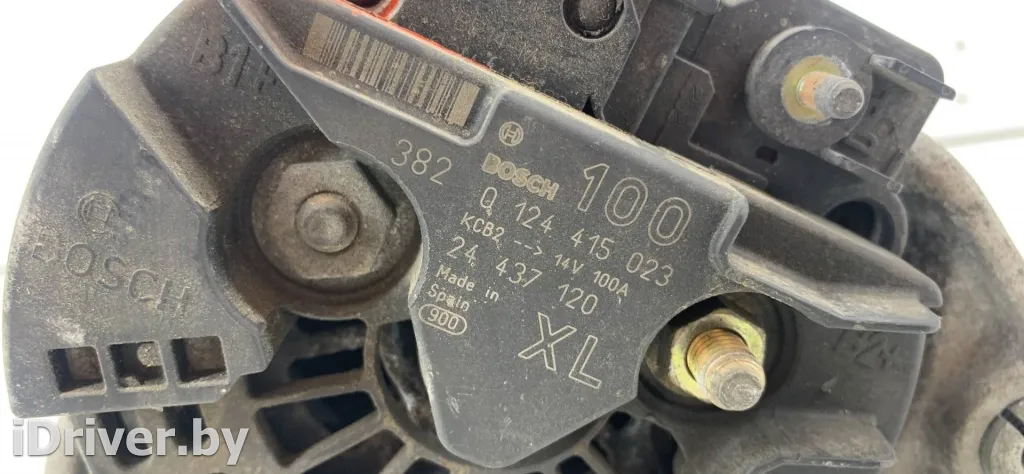 BOSCH
100
382
0 124 415 023
KCB2 --> 14V 100A
24 437 120
Made in
Spain
900
XL
BOSCH
iDriver.by